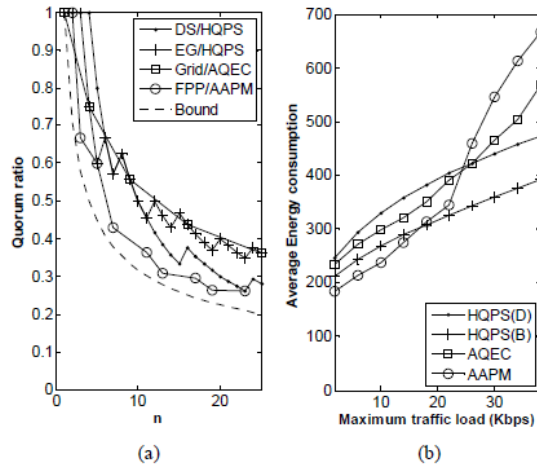 1
0.9
0.8
0.7
0.6
0.5
0.4
0.3
0.2
0.1
0
0
10
20
Quorum ratio
n
DS/HQPS
EG/HQPS
Grid/AQEC
FPP/AAPM
Bound
(a)
700
600
500
400
300
200
100
0
10
20
30
Average Energy consumption
Maximum traffic load (Kbps)
HQPS(D)
HQPS(B)
AQEC
AAPM
(b)